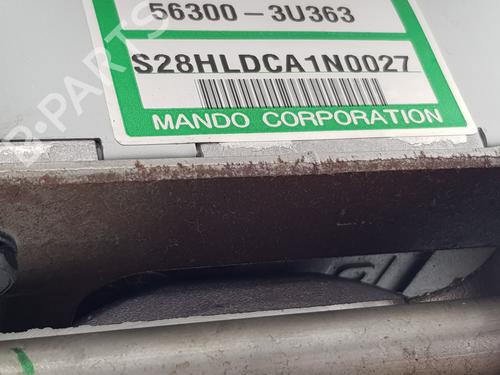 56300-3U363
S28HLDCA1N0027
MANDO CORPORATION
B-PARTS